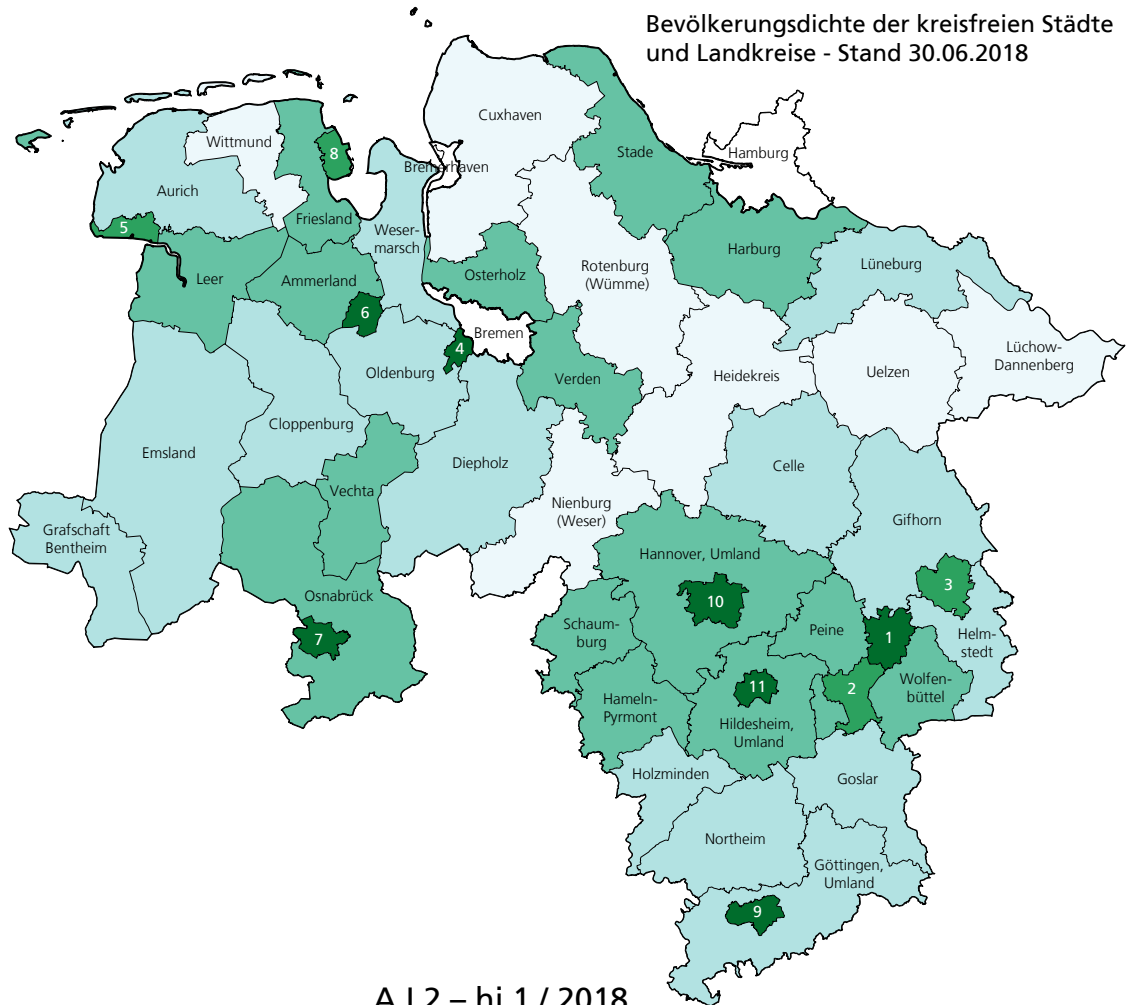 Bevölkerungsdichte der kreisfreien Städte
und Landkreise - Stand 30.06.2018
Cuxhaven
Wittmund
8
Stade
Hamburg
Bremerhaven
Aurich
5
Friesland
Weser-
marsch
Harburg
Leer
Ammerland
Osterholz
Rotenburg
(Wümme)
Lüneburg
6
Bremen
4
Lüchow-
Dannenberg
Oldenburg
Verden
Heidekreis
Uelzen
Cloppenburg
Emsland
Diepholz
Celle
Vechta
Nienburg
(Weser)
Gifhorn
Grafschaft
Bentheim
Hannover, Umland
3
Osnabrück
10
Schaum-
burg
Peine
1
Helm-
stedt
7
Wolfen-
büttel
11
2
Hameln-
Pyrmont
Hildesheim,
Umland
Holzminden
Goslar
Northeim
Göttingen,
Umland
9
A I 2 – hj 1 / 2018